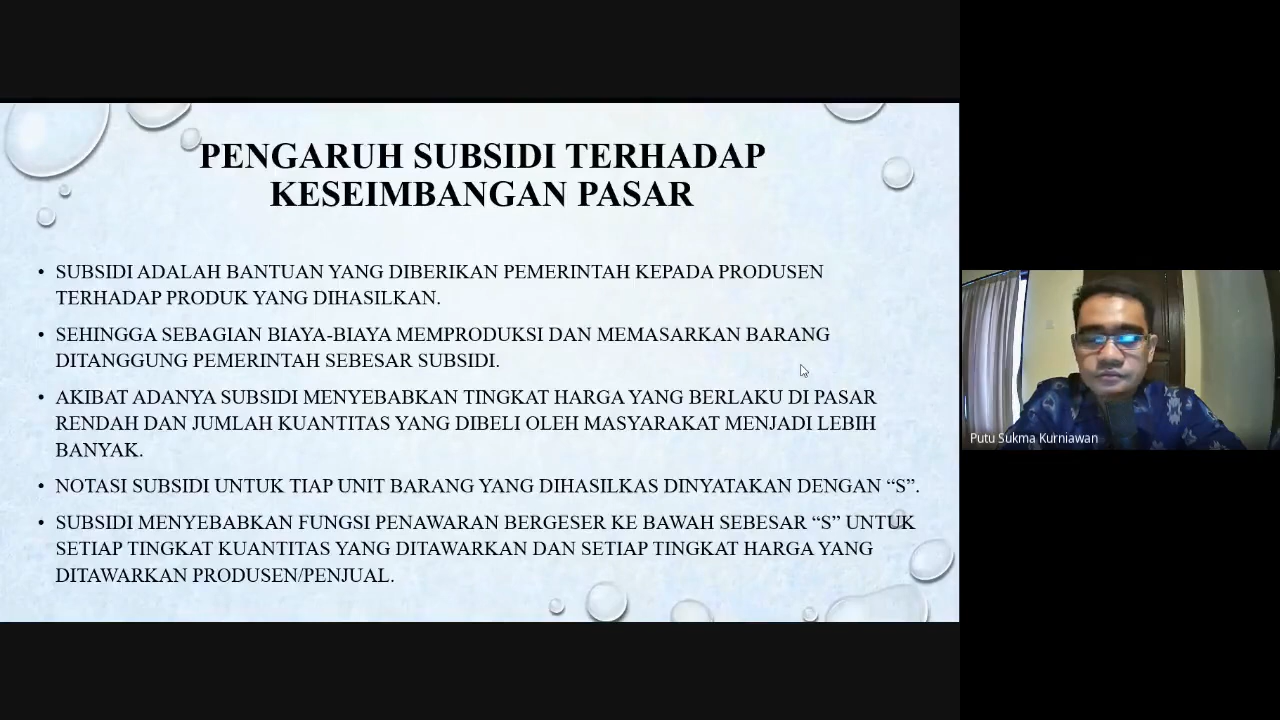 PENGARUH SUBSIDI TERHADAP
KESEIMBANGAN PASAR
• SUBSIDI ADALAH BANTUAN YANG DIBERIKAN PEMERINTAH KEPADA PRODUSEN
TERHADAP PRODUK YANG DIHASILKAN.
• SEHINGGA SEBAGIAN BIAYA-BIAYA MEMPRODUKSI DAN MEMASARKAN BARANG
DITANGGUNG PEMERINTAH SEBESAR SUBSIDI.
• AKIBAT ADANYA SUBSIDI MENYEBABKAN TINGKAT HARGA YANG BERLAKU DI PASAR
RENDAH DAN JUMLAH KUANTITAS YANG DIBELI OLEH MASYARAKAT MENJADI LEBIH
BANYAK.
• NOTASI SUBSIDI UNTUK TIAP UNIT BARANG YANG DIHASILKAS DINYATAKAN DENGAN “S”.
• SUBSIDI MENYEBABKAN FUNGSI PENAWARAN BERGESER KE BAWAH SEBESAR “S” UNTUK
SETIAP TINGKAT KUANTITAS YANG DITAWARKAN DAN SETIAP TINGKAT HARGA YANG
DITAWARKAN PRODUSEN/PENJUAL.
Putu Sukma Kurniawan